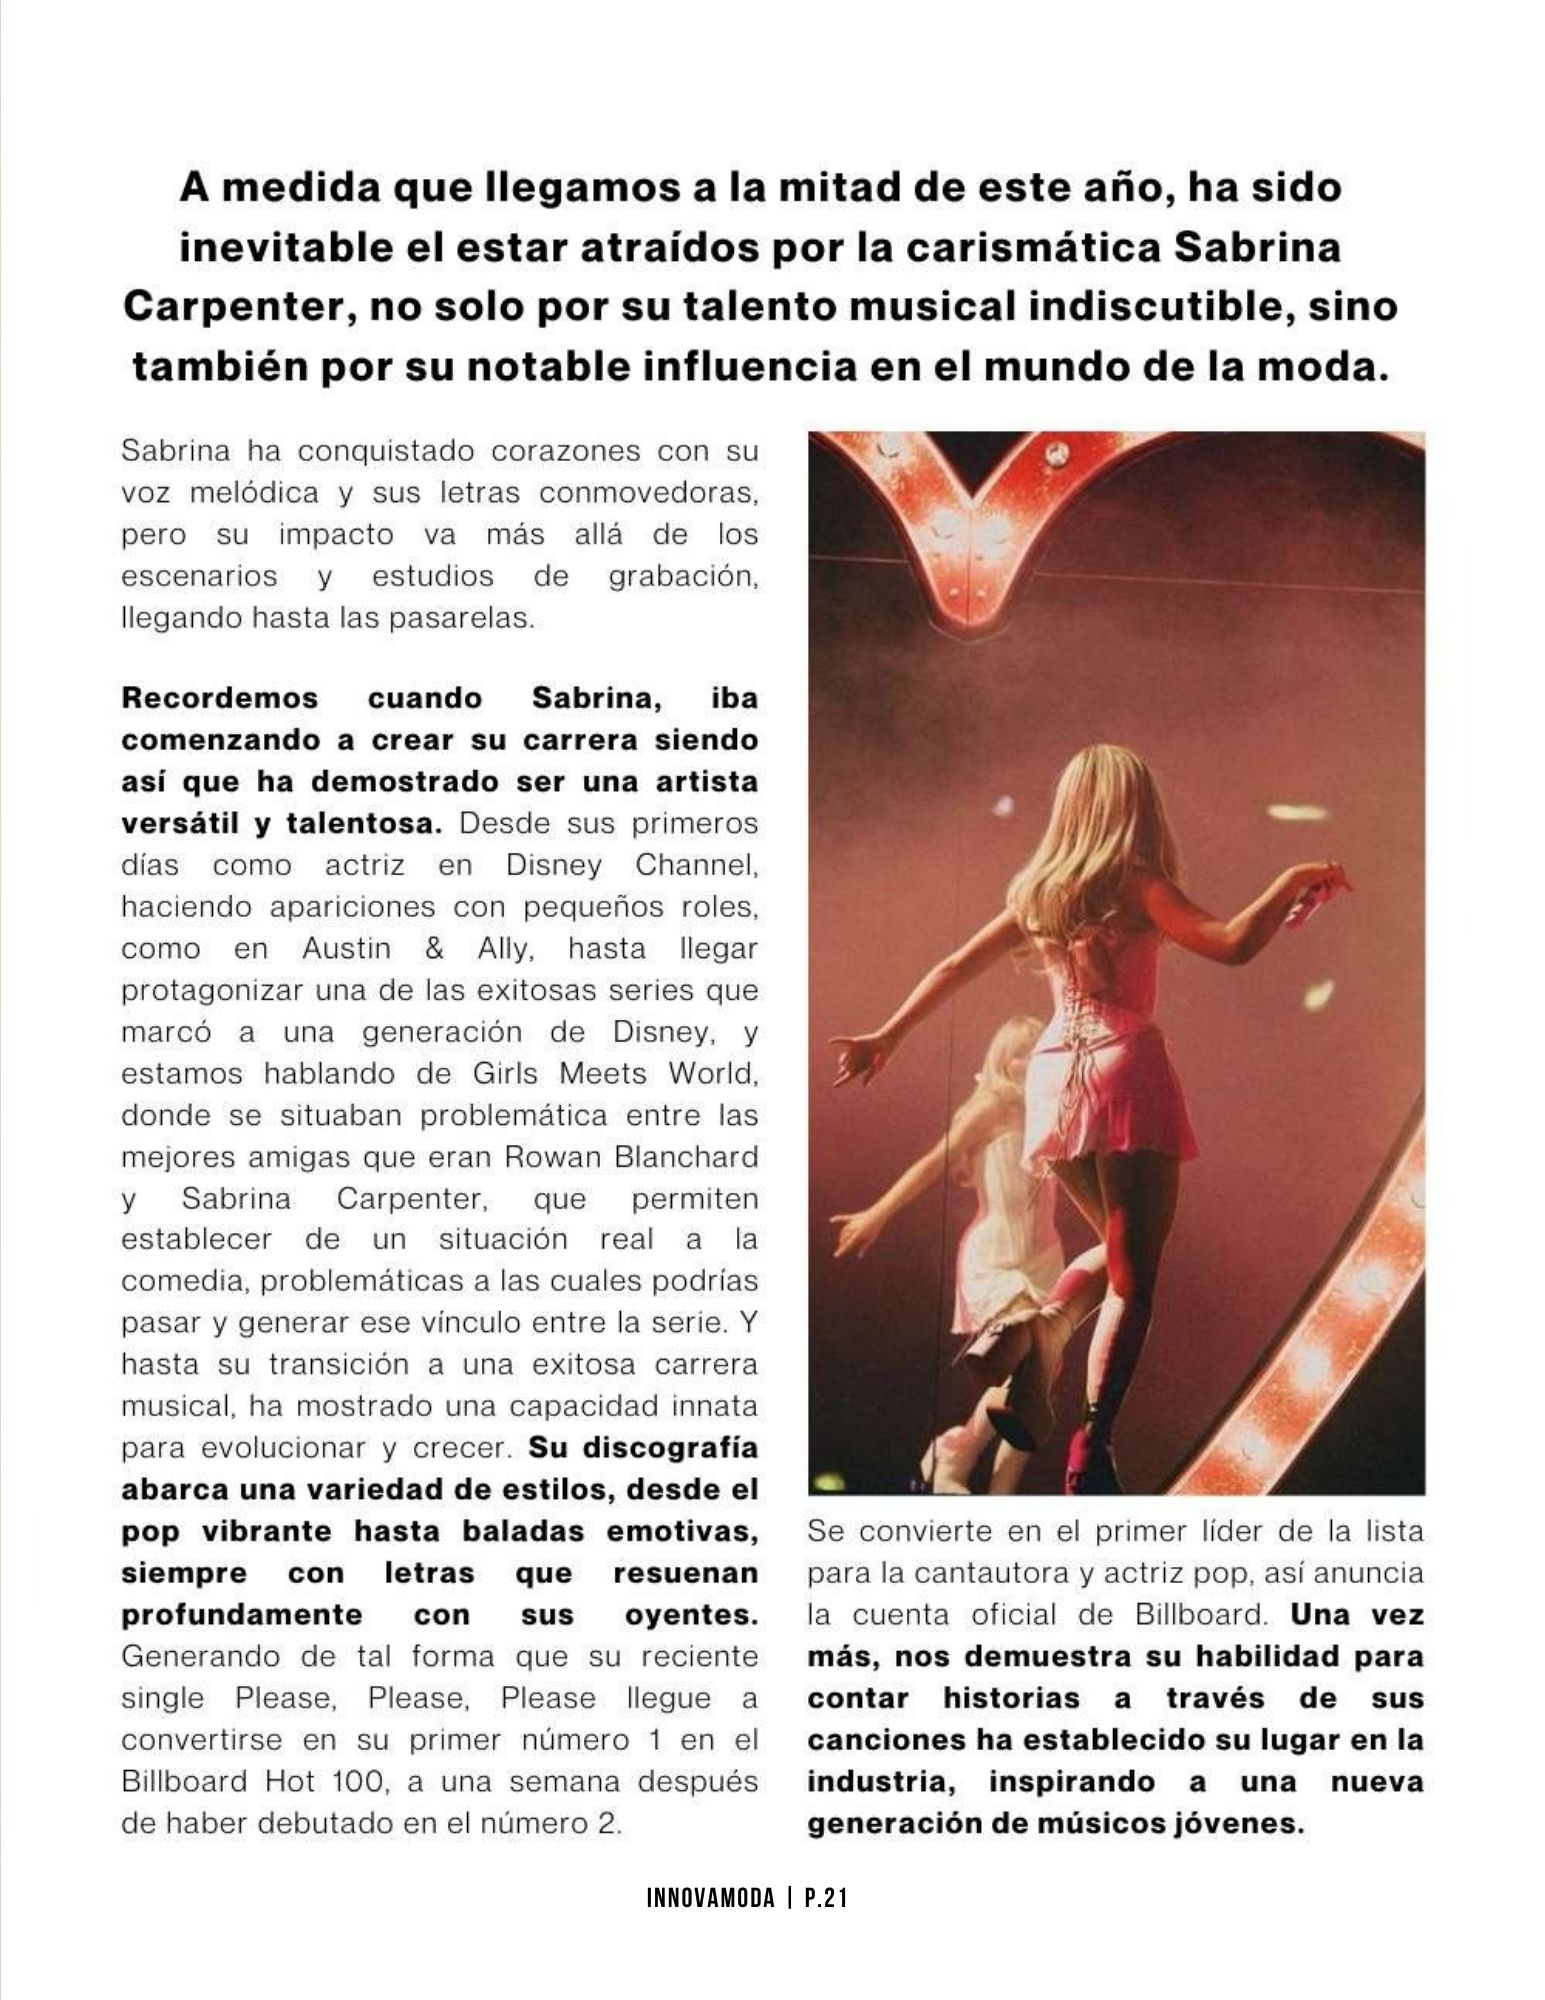 A medida que llegamos a la mitad de este año, ha sido
inevitable el estar atraídos por la carismática Sabrina
Carpenter, no solo por su talento musical indiscutible, sino
también por su notable influencia en el mundo de la moda.
Sabrina ha conquistado corazones con su
voz melódica y sus letras conmovedoras,
pero su impacto va más allá de los
escenarios y estudios de grabación,
llegando hasta las pasarelas.
Recordemos cuando Sabrina, iba
comenzando a crear su carrera siendo
así que ha demostrado ser una artista
versátil y talentosa. Desde sus primeros
días como actriz en Disney Channel,
haciendo apariciones con pequeños roles,
como en Austin & Ally, hasta llegar
protagonizar una de las exitosas series que
marcó a una generación de Disney, y
estamos hablando de Girls Meets World,
donde se situaban problemática entre las
mejores amigas que eran Rowan Blanchard
y Sabrina Carpenter, que permiten
establecer de un situación real a la
comedia, problemáticas a las cuales podrías
pasar y generar ese vínculo entre la serie. Y
hasta su transición a una exitosa carrera
musical, ha mostrado una capacidad innata
para evolucionar y crecer. Su discografía
abarca una variedad de estilos, desde el
pop vibrante hasta baladas emotivas,
siempre con letras que resuenan
profundamente con sus oyentes.
Generando de tal forma que su reciente
single Please, Please, Please llegue a
convertirse en su primer número 1 en el
Billboard Hot 100, a una semana después
de haber debutado en el número 2.
Se convierte en el primer líder de la lista
para la cantautora y actriz pop, así anuncia
la cuenta oficial de Billboard. Una vez
más, nos demuestra su habilidad para
contar historias a través de sus
canciones ha establecido su lugar en la
industria, inspirando a una nueva
generación de músicos jóvenes.
INNOVAMODA | P.21